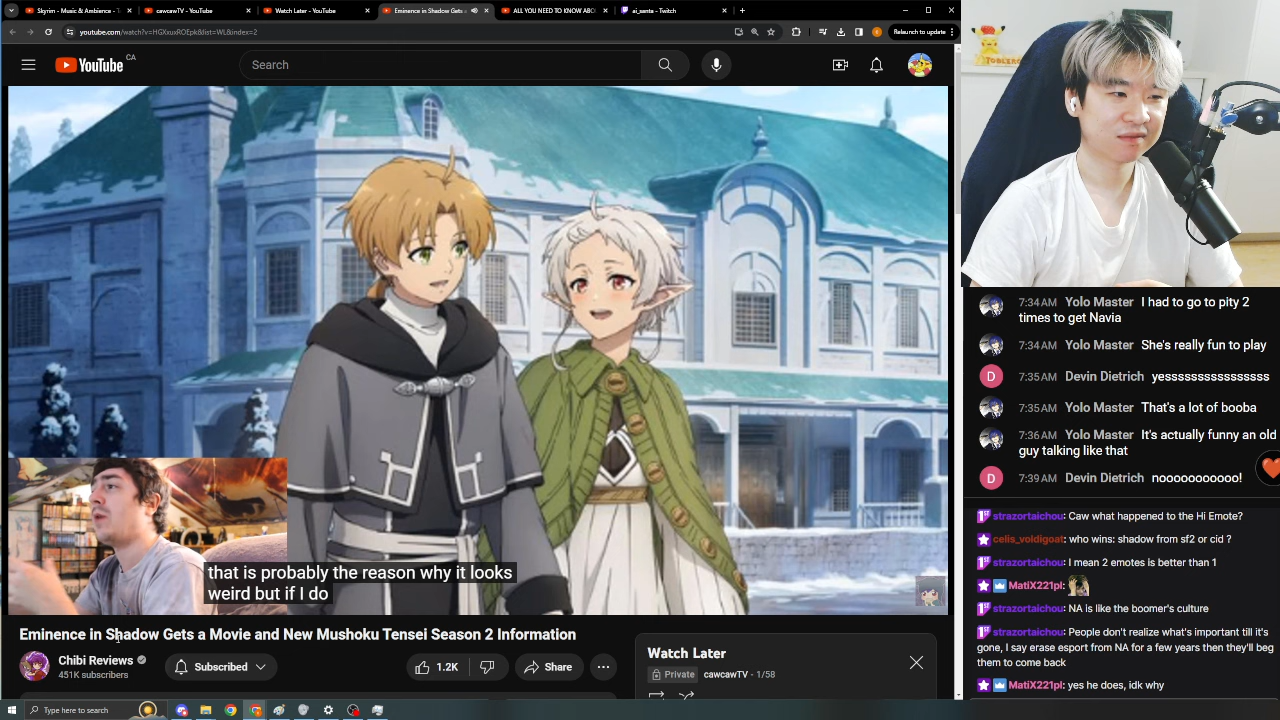 Skyrim - Music & Ambience - T
cawcawTV - YouTube
Watch Later - YouTube
Eminence in Shadow Gets a
ALL YOU NEED TO KNOW ABO
ai_senta - Twitch
youtube.com/watch?v=HGXxuxROEpk&list=WL&index=2
Relaunch to update
YouTube CA
Search
that is probably the reason why it looks
weird but if I do
Eminence in Shadow Gets a Movie and New Mushoku Tensei Season 2 Information
Chibi Reviews
451K subscribers
Subscribed
1.2K
Share
Watch Later
Private
cawcawTV - 1/58
Type here to search
7:34 AM Yolo Master I had to go to pity 2
times to get Navia
7:34 AM Yolo Master She's really fun to play
D 7:35 AM Devin Dietrich yesssssssssssssss
7:35 AM Yolo Master That's a lot of booba
7:36 AM Yolo Master It's actually funny an old
guy talking like that
D 7:39 AM Devin Dietrich nooooooooooo!
strazortaichou: Caw what happened to the Hi Emote?
celis_voldigoat: who wins: shadow from sf2 or cid ?
strazortaichou: I mean 2 emotes is better than 1
MatiX221pl:
strazortaichou: NA is like the boomer's culture
strazortaichou: People don't realize what's important till it's
gone, I say erase esport from NA for a few years then they'll beg
them to come back
MatiX221pl: yes he does, idk why